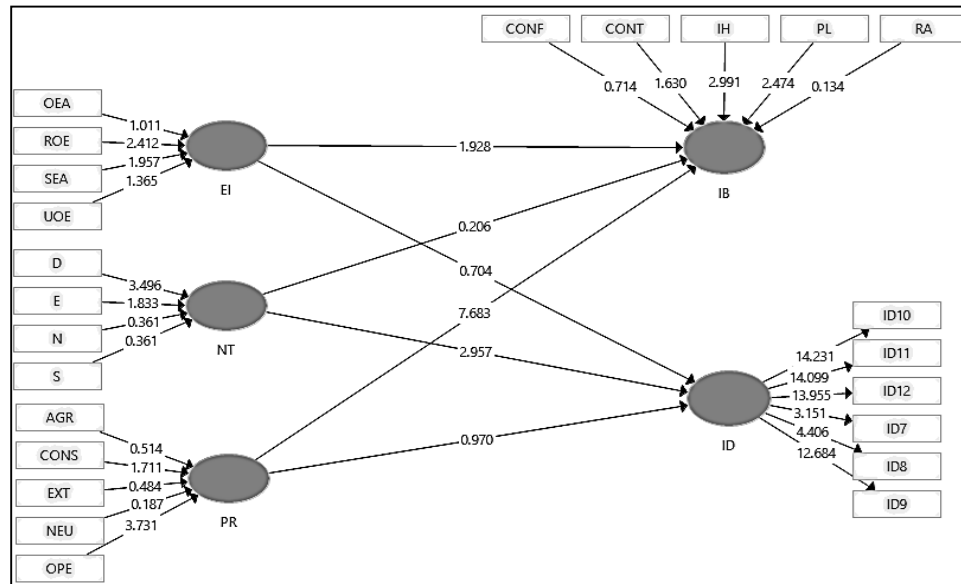 CONF
CONT
IH
PL
RA
0.714
1.630
2.991
2.474
0.134
OEA
ROE
SEA
UOE
1.011
2.412
1.957
1.365
EI
1.928
IB
D
E
N
S
3.496
1.833
0.361
0.361
NT
0.206
0.704
7.683
2.957
AGR
CONS
EXT
NEU
OPE
0.514
1.711
0.484
0.187
3.731
PR
0.970
ID
14.231
14.099
13.955
3.151
4.406
12.684
ID10
ID11
ID12
ID7
ID8
ID9